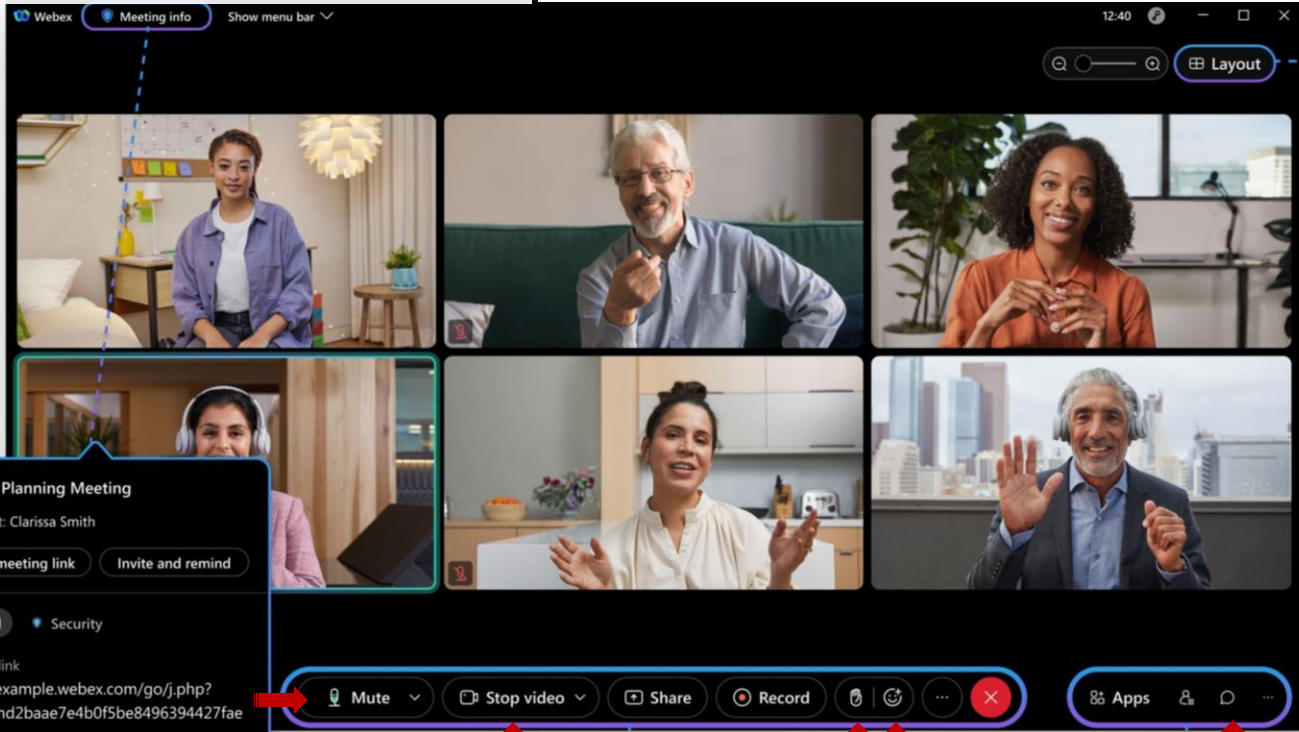 Webex Meeting info Show menu bar 12:40
Layout
Planning Meeting
t: Clarissa Smith
meeting link Invite and remind
Security
link
example.webex.com/go/j.php?
nd2baae7e4b0f5be8496394427fae
Mute Stop video Share Record Apps